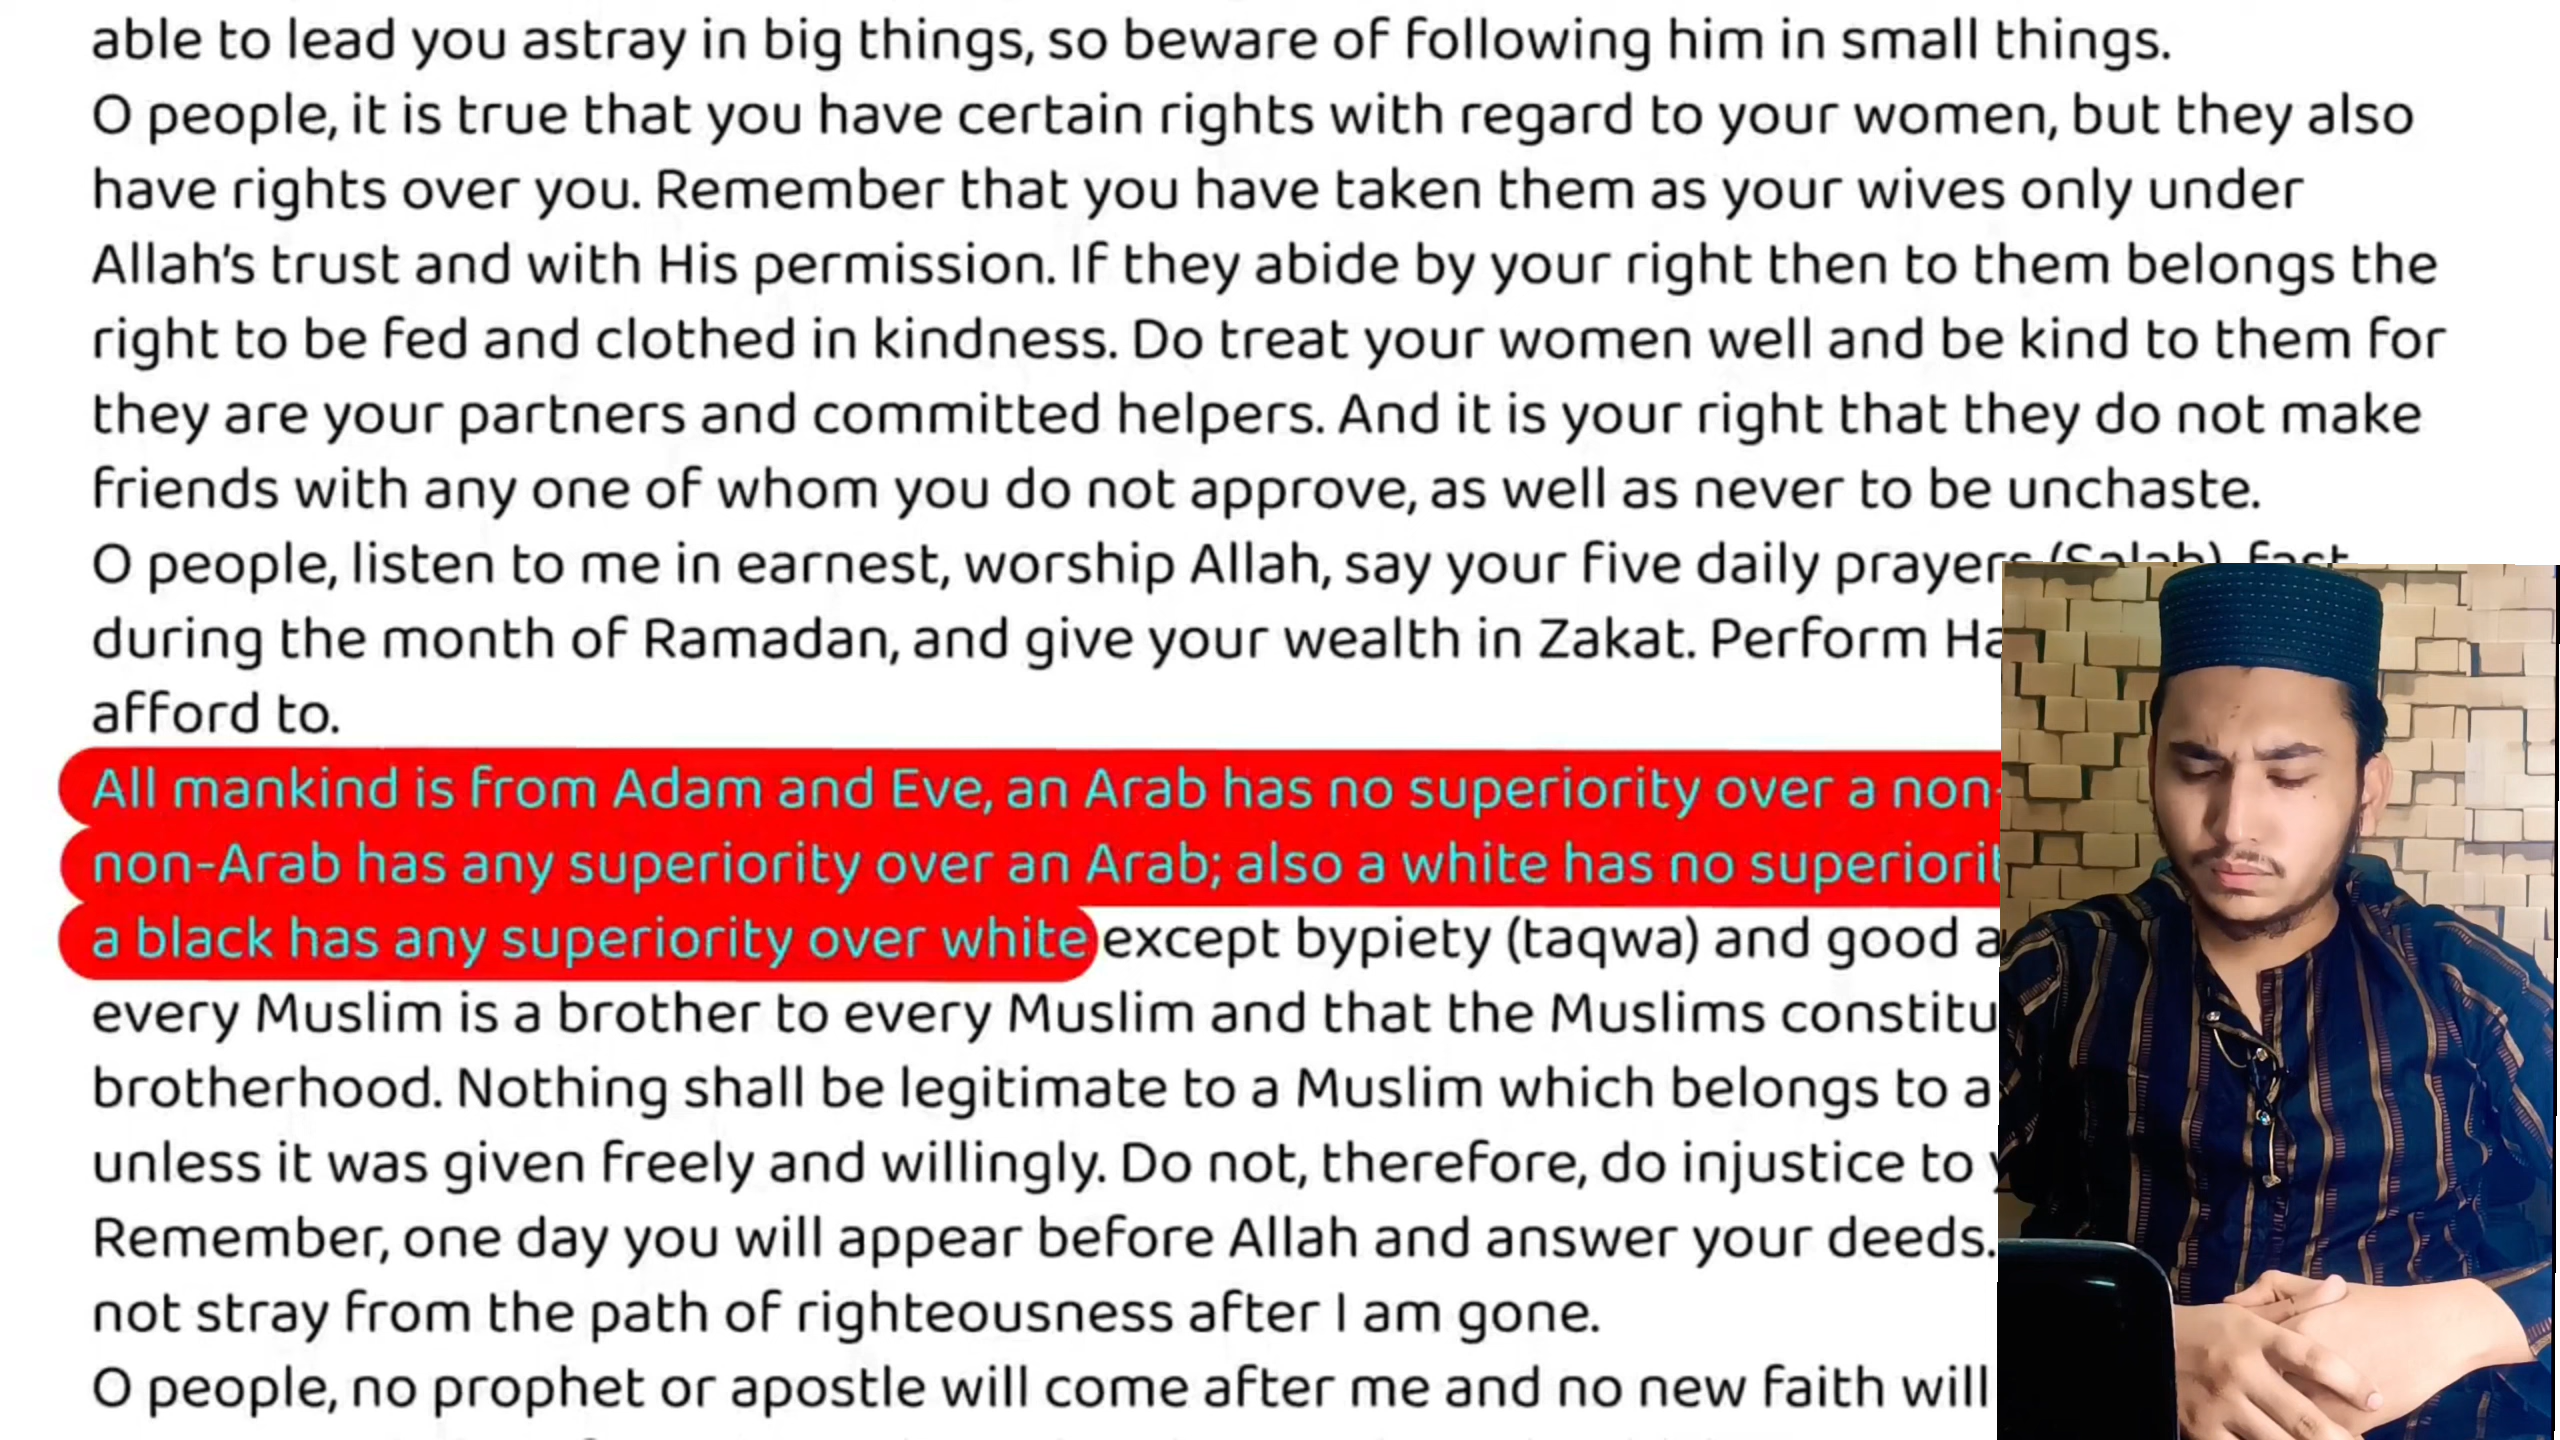 able to lead you astray in big things, so beware of following him in small things.
O people, it is true that you have certain rights with regard to your women, but they also
have rights over you. Remember that you have taken them as your wives only under
Allah's trust and with His permission. If they abide by your right then to them belongs the
right to be fed and clothed in kindness. Do treat your women well and be kind to them for
they are your partners and committed helpers. And it is your right that they do not make
friends with any one of whom you do not approve, as well as never to be unchaste.
O people, listen to me in earnest, worship Allah, say your five daily prayers (Salah), fast
during the month of Ramadan, and give your wealth in Zakat. Perform
afford to.
All mankind is from Adam and Eve, an Arab has no superiority over a
non-Arab has any superiority over an Arab; also a white has no
a black has any superiority over white except bypiety (taqwa) and good
every Muslim is a brother to every Muslim and that the Muslims
brotherhood. Nothing shall be legitimate to a Muslim which belongs to a
unless it was given freely and willingly. Do not, therefore, do injustice to
Remember, one day you will appear before Allah and answer your deeds.
not stray from the path of righteousness after I am gone.
O people, no prophet or apostle will come after me and no new faith will